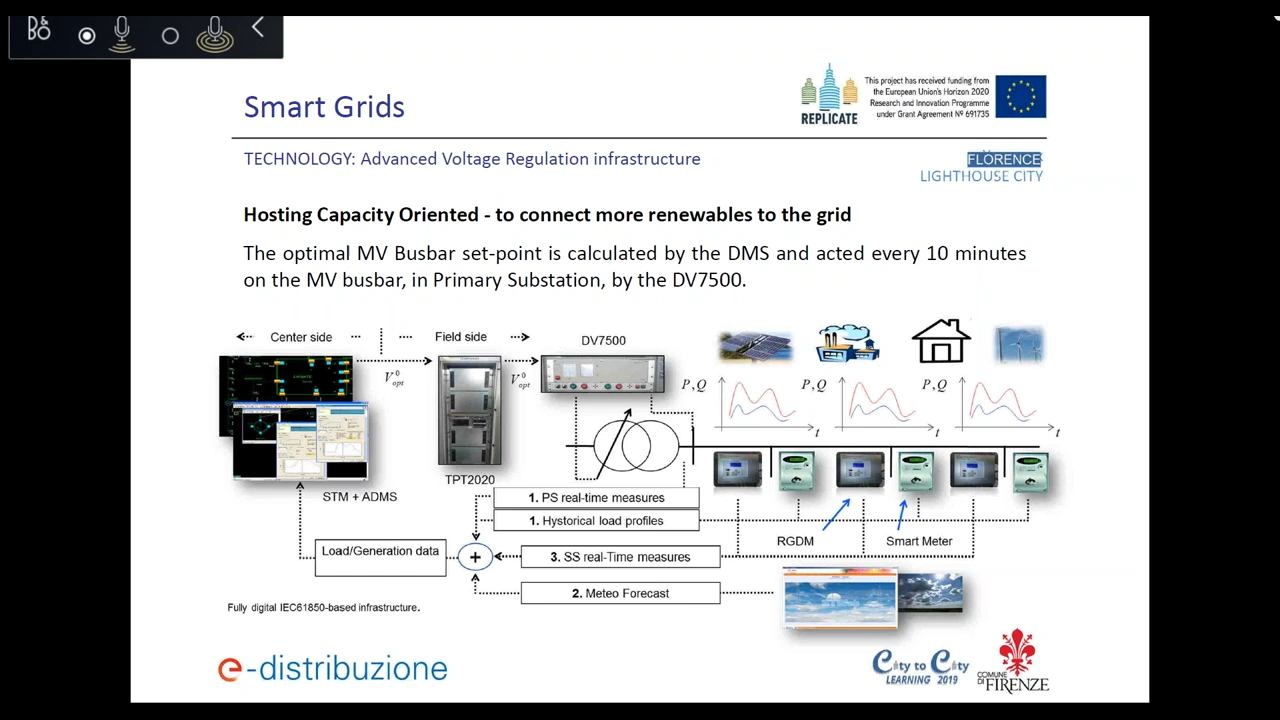 B&O
Smart Grids
REPLICATE
This project has received funding from
the European Union's Horizon 2020
Research and Innovation Programme
under Grant Agreement Nº 691735
TECHNOLOGY: Advanced Voltage Regulation infrastructure
FLORENCE
LIGHTHOUSE CITY
Hosting Capacity Oriented - to connect more renewables to the grid
The optimal MV Busbar set-point is calculated by the DMS and acted every 10 minutes
on the MV busbar, in Primary Substation, by the DV7500.
Center side
Field side
DV7500
V⁰opt
V⁰opt
P,Q
P,Q
P,Q
t
t
t
TPT2020
STM + ADMS
1. PS real-time measures
1. Hystorical load profiles
RGDM
Smart Meter
Load/Generation data
+
3. SS real-Time measures
2. Meteo Forecast
Fully digital IEC61850-based infrastructure.
e-distribuzione
City to City
LEARNING 2019
COMUNE
DI FIRENZE